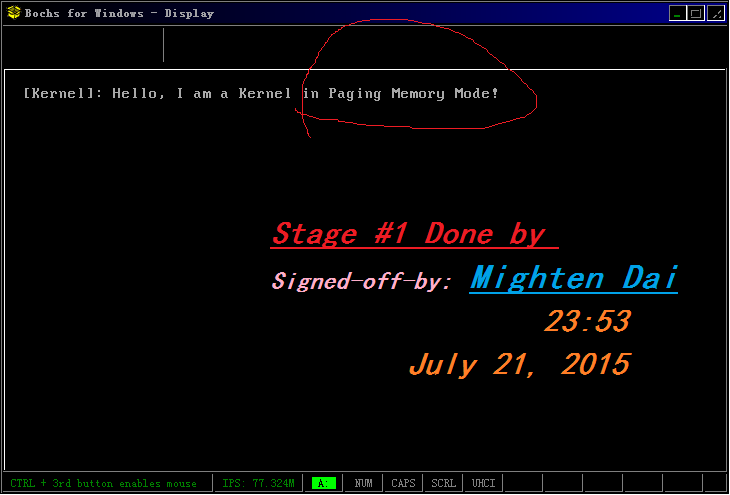 Bochs for Windows - Display
[Kernel]: Hello, I am a Kernel in Paging Memory Mode!
Stage #1 Done by
Signed-off-by: Mighten Dai
23:53
July 21, 2015
CTRL + 3rd button enables mouse IPS: 77.324M A: NUM CAPS SCRL UHCI